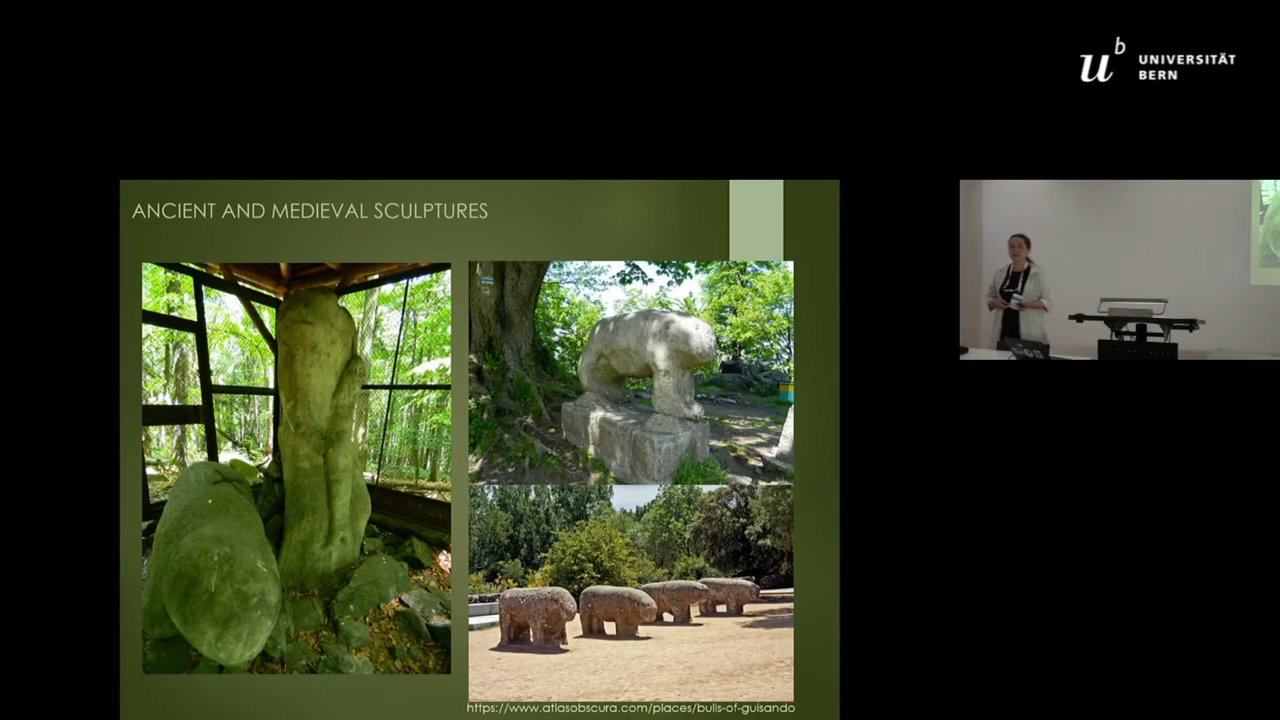 u^b UNIVERSITÄT
BERN
ANCIENT AND MEDIEVAL SCULPTURES
https://www.atlasobscura.com/places/bulls-of-guisando